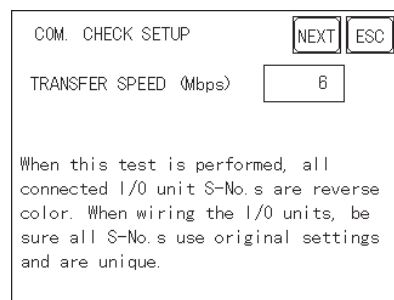 COM. CHECK SETUP NEXT ESC
TRANSFER SPEED (Mbps) 6
When this test is performed, all
connected I/O unit S-No.s are reverse
color. When wiring the I/O units, be
sure all S-No.s use original settings
and are unique.